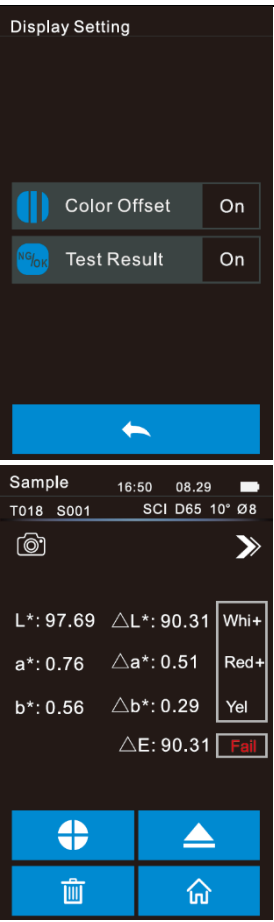 Display Setting
Color Offset On
NG/OK Test Result On
Sample 16:50 08.29
T018 S001 SCI D65 10° Ø8
L*: 97.69 △L*: 90.31 Whi+
a*: 0.76 △a*: 0.51 Red+
b*: 0.56 △b*: 0.29 Yel
△E: 90.31 Fail